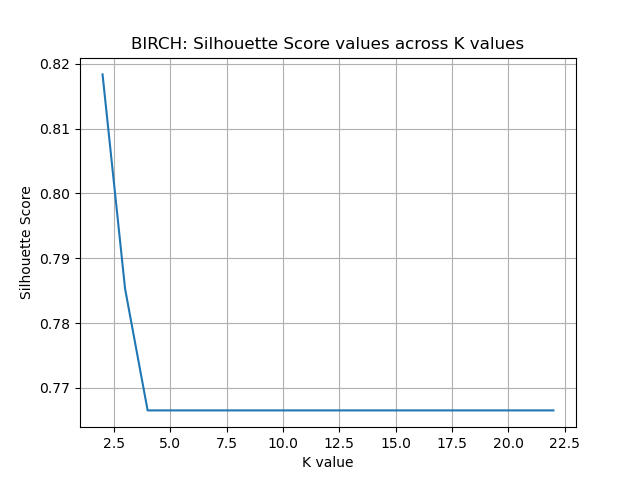 BIRCH: Silhouette Score values across K values
0.82
0.81
0.80
0.79
0.78
0.77
Silhouette Score
2.5 5.0 7.5 10.0 12.5 15.0 17.5 20.0 22.5
K value